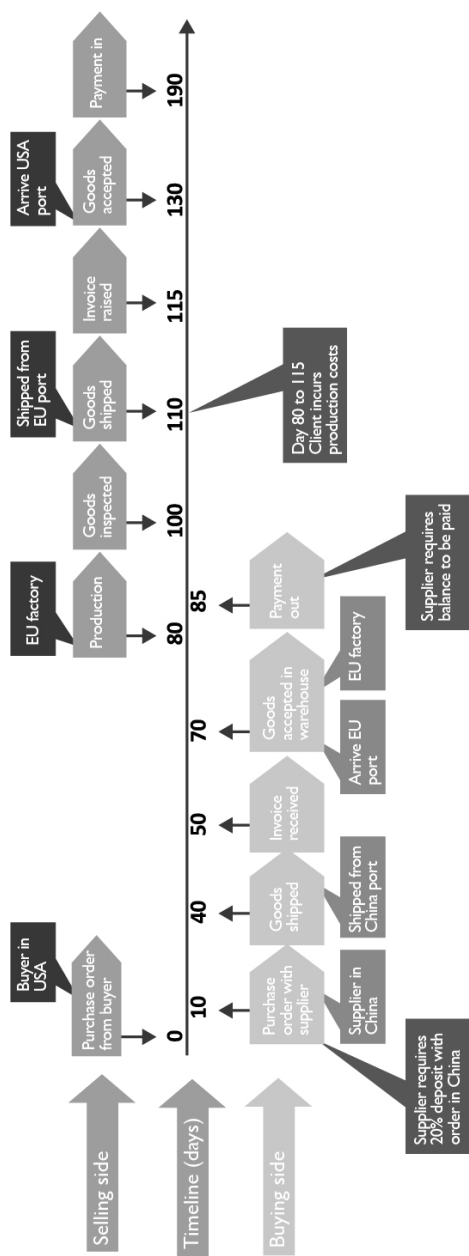 Selling side
Buyer in
USA
Purchase order
from buyer
EU factory
Production
Goods
inspected
Shipped from
EU port
Goods
shipped
Invoice
raised
Arrive USA
port
Goods
accepted
Payment in
Timeline (days)
0
10
40
50
70
80
85
100
110
115
130
190
Buying side
Purchase
order with
supplier
Goods
shipped
Invoice
received
Goods
accepted in
warehouse
Payment
out
Supplier in
China
Shipped from
China port
Arrive EU
port
EU factory
Supplier requires
20% deposit with
order in China
Supplier requires
balance to be paid
Day 80 to 115
Client incurs
production costs